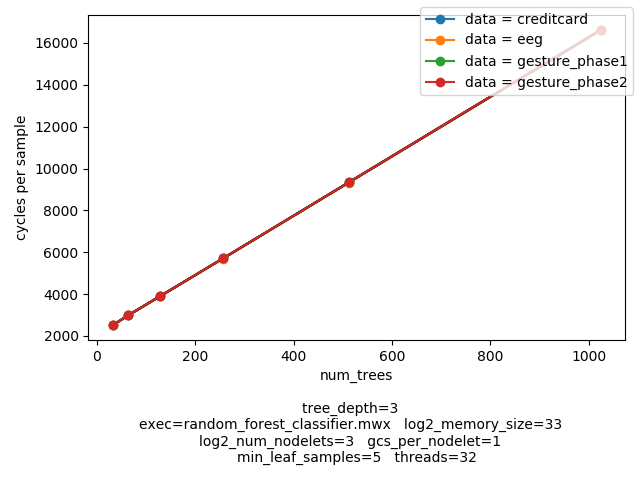 data = creditcard
data = eeg
data = gesture_phase1
data = gesture_phase2
16000
14000
12000
10000
8000
6000
4000
2000
cycles per sample
0 200 400 600 800 1000
num_trees
tree_depth=3
exec=random_forest_classifier.mwx log2_memory_size=33
log2_num_nodelets=3 gcs_per_nodelet=1
min_leaf_samples=5 threads=32